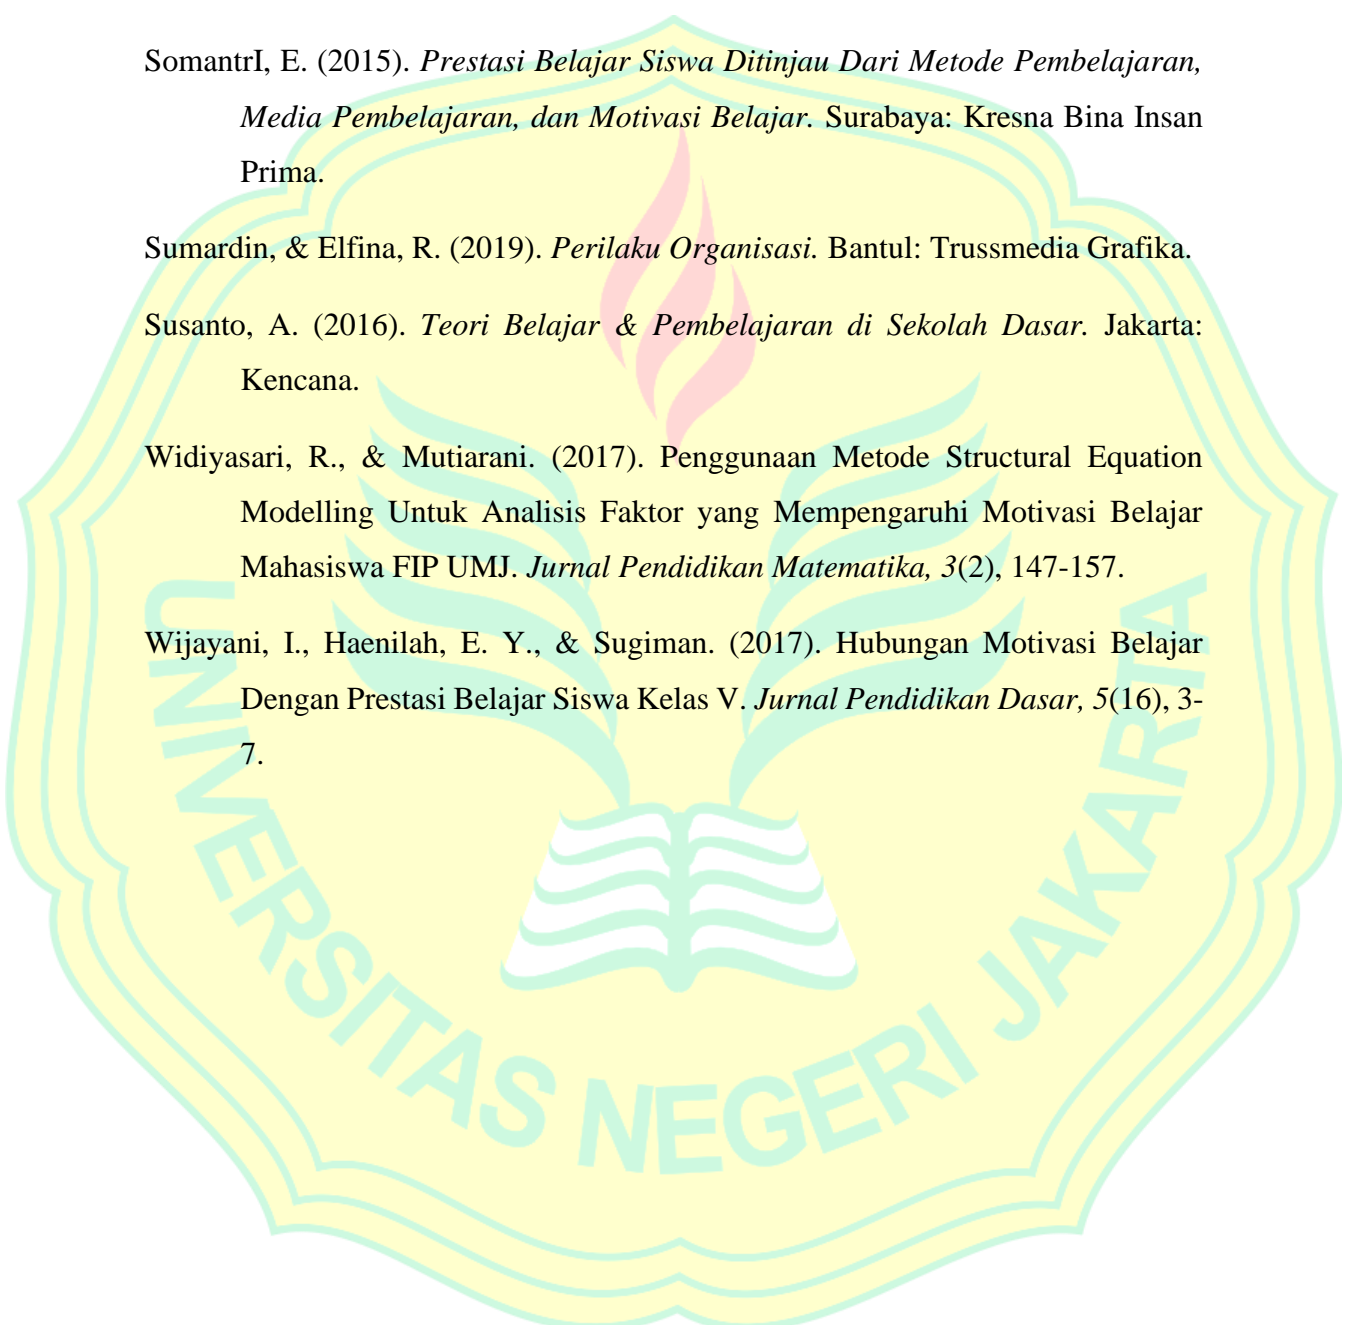 SomantrI, E. (2015). Prestasi Belajar Siswa Ditinjau Dari Metode Pembelajaran,
Media Pembelajaran, dan Motivasi Belajar. Surabaya: Kresna Bina Insan
Prima.
Sumardin, & Elfina, R. (2019). Perilaku Organisasi. Bantul: Trussmedia Grafika.
Susanto, A. (2016). Teori Belajar & Pembelajaran di Sekolah Dasar. Jakarta:
Kencana.
Widiyasari, R., & Mutiarani. (2017). Penggunaan Metode Structural Equation
Modelling Untuk Analisis Faktor yang Mempengaruhi Motivasi Belajar
Mahasiswa FIP UMJ. Jurnal Pendidikan Matematika, 3(2), 147-157.
Wijayani, I., Haenilah, E. Y., & Sugiman. (2017). Hubungan Motivasi Belajar
Dengan Prestasi Belajar Siswa Kelas V. Jurnal Pendidikan Dasar, 5(16), 3-
7.
UNIVERSITAS NEGERI JAKARTA